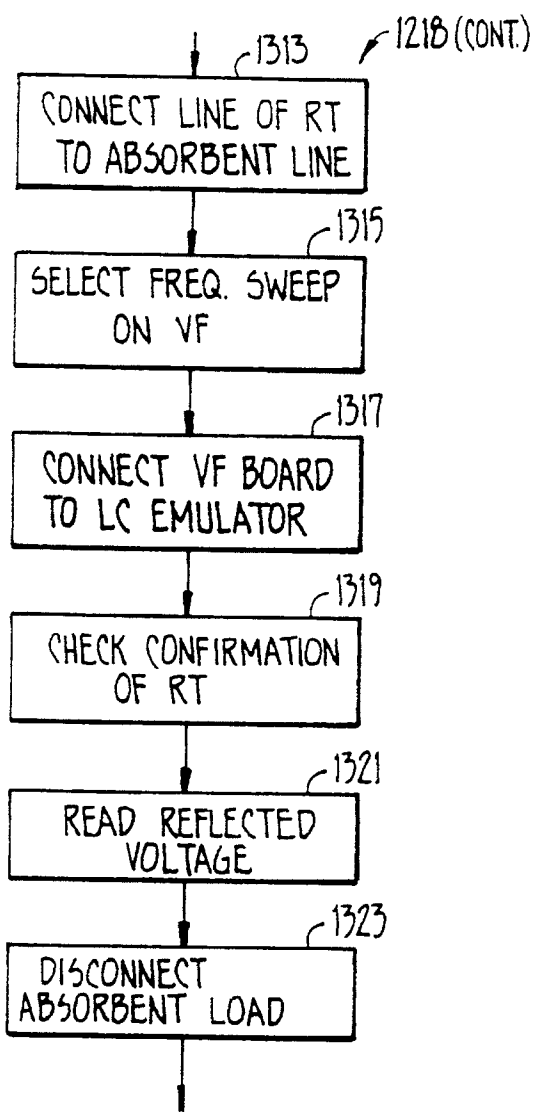 1313
1218 (CONT.)
CONNECT LINE OF RT
TO ABSORBENT LINE
1315
SELECT FREQ. SWEEP
ON VF
1317
CONNECT VF BOARD
TO LC EMULATOR
1319
CHECK CONFIRMATION
OF RT
1321
READ REFLECTED
VOLTAGE
1323
DISCONNECT
ABSORBENT LOAD